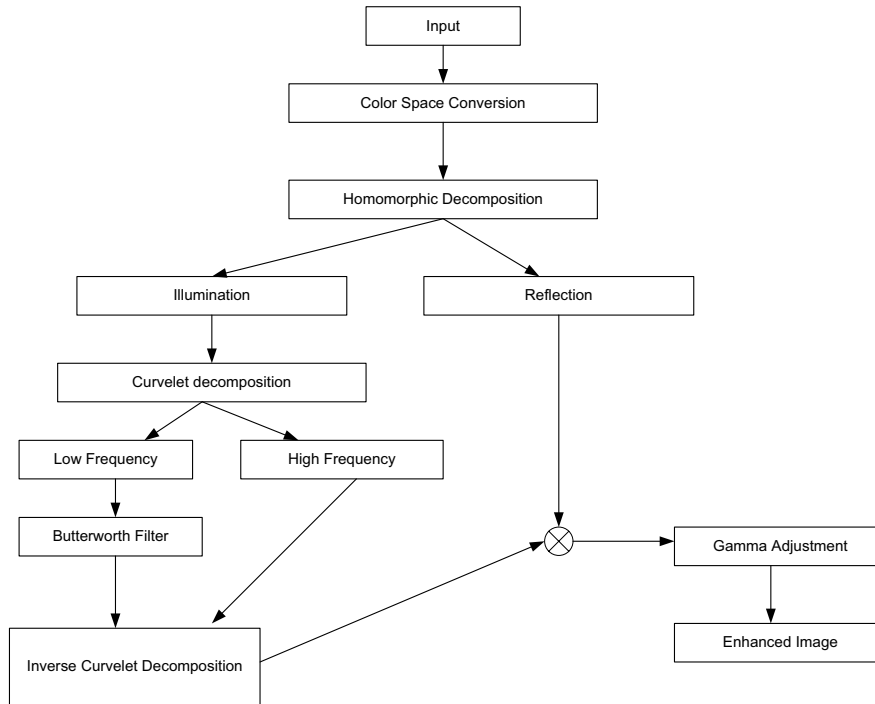 Input
Color Space Conversion
Homomorphic Decomposition
Illumination
Reflection
Curvelet decomposition
Low Frequency
High Frequency
Butterworth Filter
Gamma Adjustment
Inverse Curvelet Decomposition
Enhanced Image